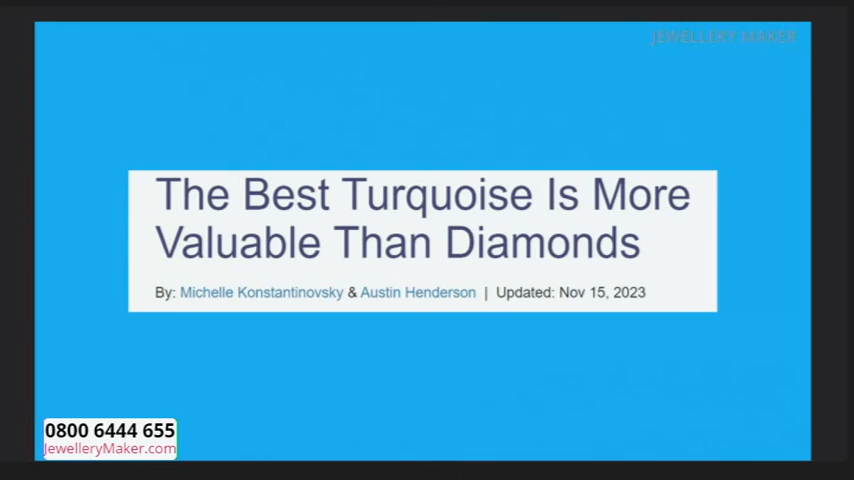 JEWELLERY MAKER
The Best Turquoise Is More
Valuable Than Diamonds
By: Michelle Konstantinovsky & Austin Henderson | Updated: Nov 15, 2023
0800 6444 655
JewelleryMaker.com